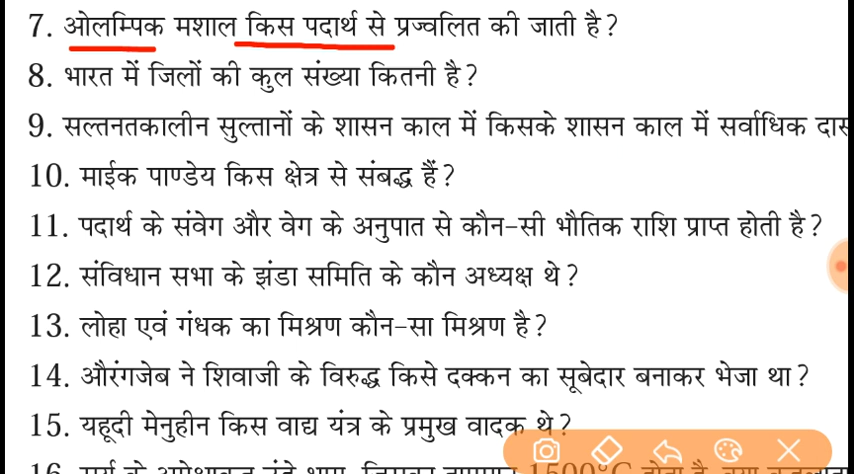 7. ओलम्पिक मशाल किस पदार्थ से प्रज्वलित की जाती है?
8. भारत में जिलों की कुल संख्या कितनी है?
9. सल्तनतकालीन सुल्तानों के शासन काल में किसके शासन काल में सर्वाधिक दास
10. माईक पाण्डेय किस क्षेत्र से संबद्ध हैं?
11. पदार्थ के संवेग और वेग के अनुपात से कौन-सी भौतिक राशि प्राप्त होती है?
12. संविधान सभा के झंडा समिति के कौन अध्यक्ष थे?
13. लोहा एवं गंधक का मिश्रण कौन-सा मिश्रण है?
14. औरंगजेब ने शिवाजी के विरुद्ध किसे दक्कन का सूबेदार बनाकर भेजा था?
15. यहूदी मेनुहीन किस वाद्य यंत्र के प्रमुख वादक थे?
16. 1500°C होता है